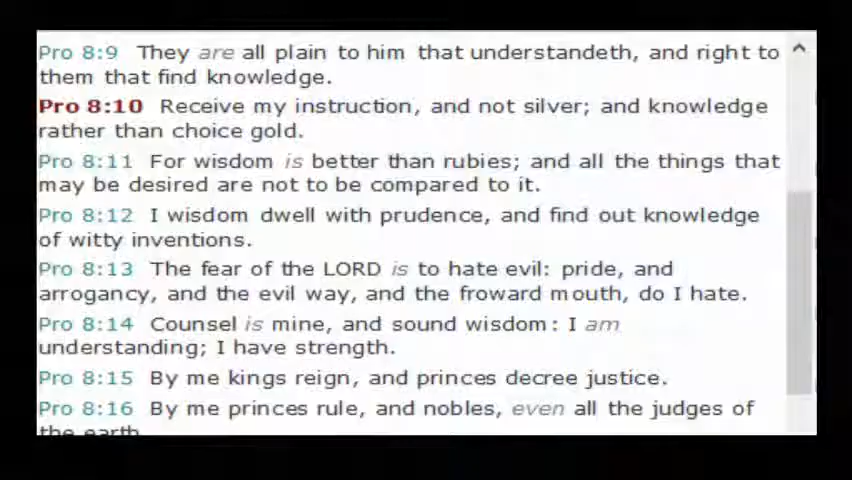 Pro 8:9 They are all plain to him that understandeth, and right to
them that find knowledge.
Pro 8:10 Receive my instruction, and not silver; and knowledge
rather than choice gold.
Pro 8:11 For wisdom is better than rubies; and all the things that
may be desired are not to be compared to it.
Pro 8:12 I wisdom dwell with prudence, and find out knowledge
of witty inventions.
Pro 8:13 The fear of the LORD is to hate evil: pride, and
arrogancy, and the evil way, and the froward mouth, do I hate.
Pro 8:14 Counsel is mine, and sound wisdom: I am
understanding; I have strength.
Pro 8:15 By me kings reign, and princes decree justice.
Pro 8:16 By me princes rule, and nobles, even all the judges of
the earth